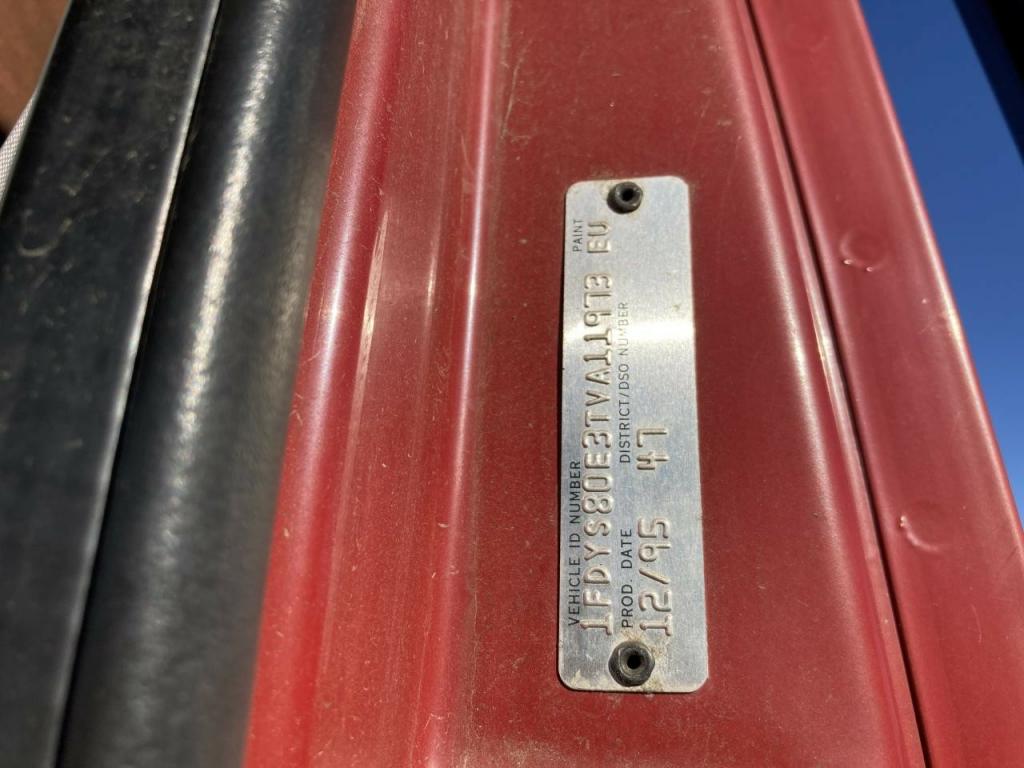 VEHICLE ID NUMBER PAINT
1FDYS80E3TVA11973 EU
PROD. DATE DISTRICT/DSO NUMBER
12/95 47